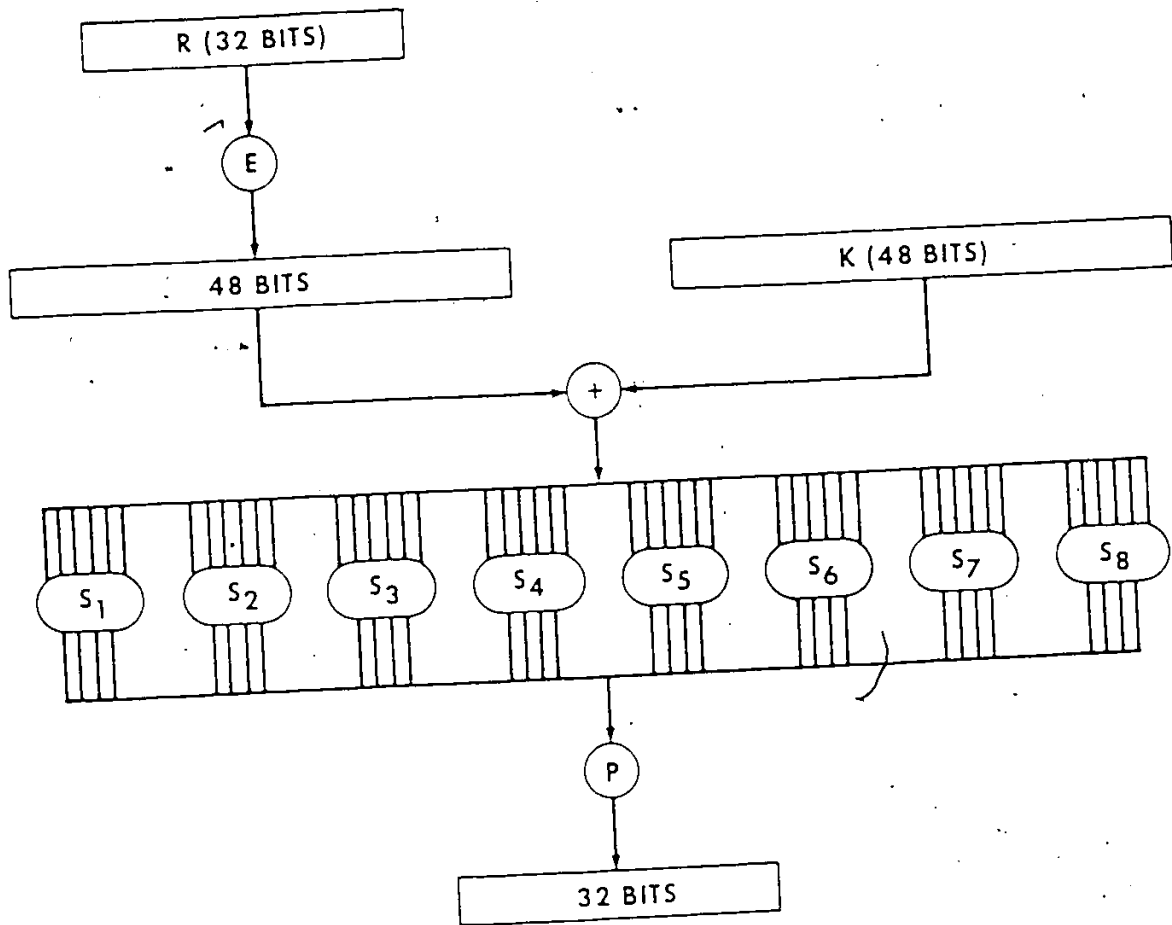 R (32 BITS)
E
48 BITS
K (48 BITS)
+
S1 S2 S3 S4 S5 S6 S7 S8
P
32 BITS